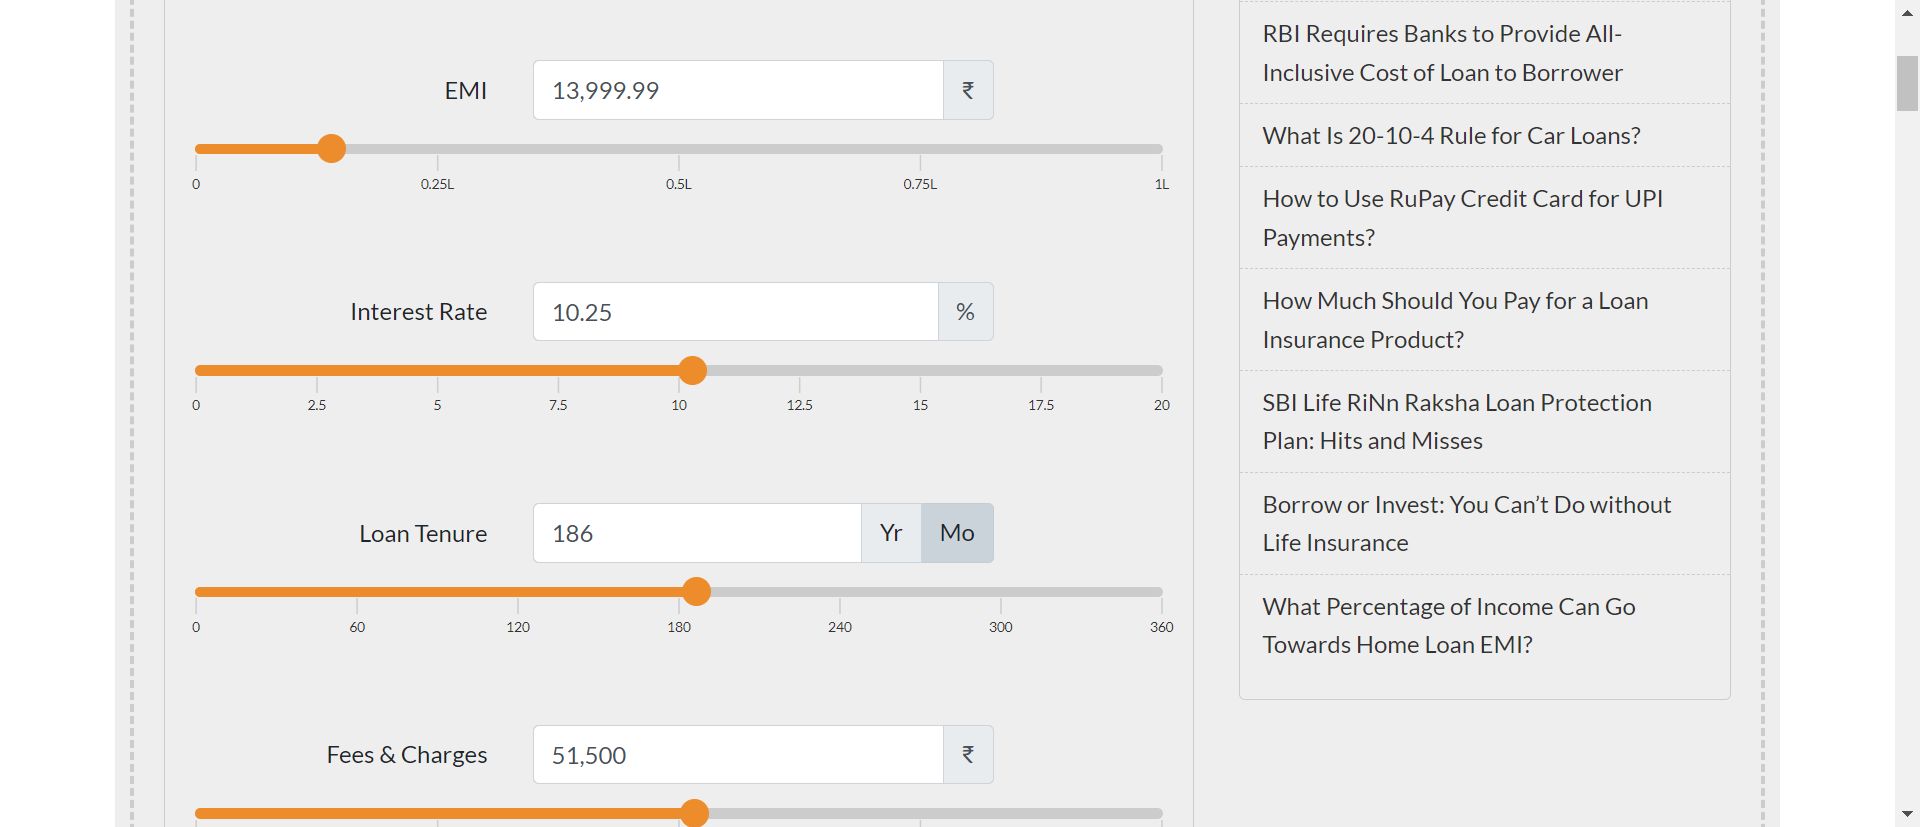 EMI
13,999.99
₹
0
0.25L
0.5L
0.75L
1L
Interest Rate
10.25
%
0
2.5
5
7.5
10
12.5
15
17.5
20
Loan Tenure
186
Yr
Mo
0
60
120
180
240
300
360
Fees & Charges
51,500
₹
RBI Requires Banks to Provide All-
Inclusive Cost of Loan to Borrower
What Is 20-10-4 Rule for Car Loans?
How to Use RuPay Credit Card for UPI
Payments?
How Much Should You Pay for a Loan
Insurance Product?
SBI Life RiNn Raksha Loan Protection
Plan: Hits and Misses
Borrow or Invest: You Can’t Do without
Life Insurance
What Percentage of Income Can Go
Towards Home Loan EMI?